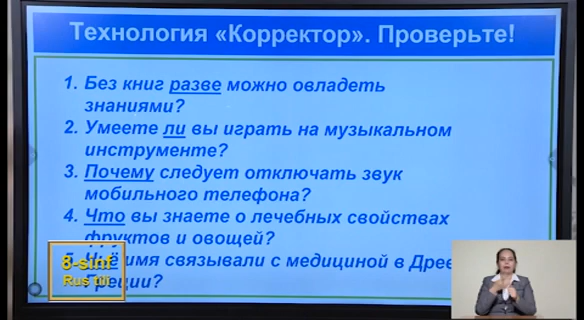 Технология «Корректор». Проверьте!
1. Без книг разве можно овладеть
знаниями?
2. Умеете ли вы играть на музыкальном
инструменте?
3. Почему следует отключать звук
мобильного телефона?
4. Что вы знаете о лечебных свойствах
фруктов и овощей?
имя связывали с медициной в
8-sinf
Rus tili